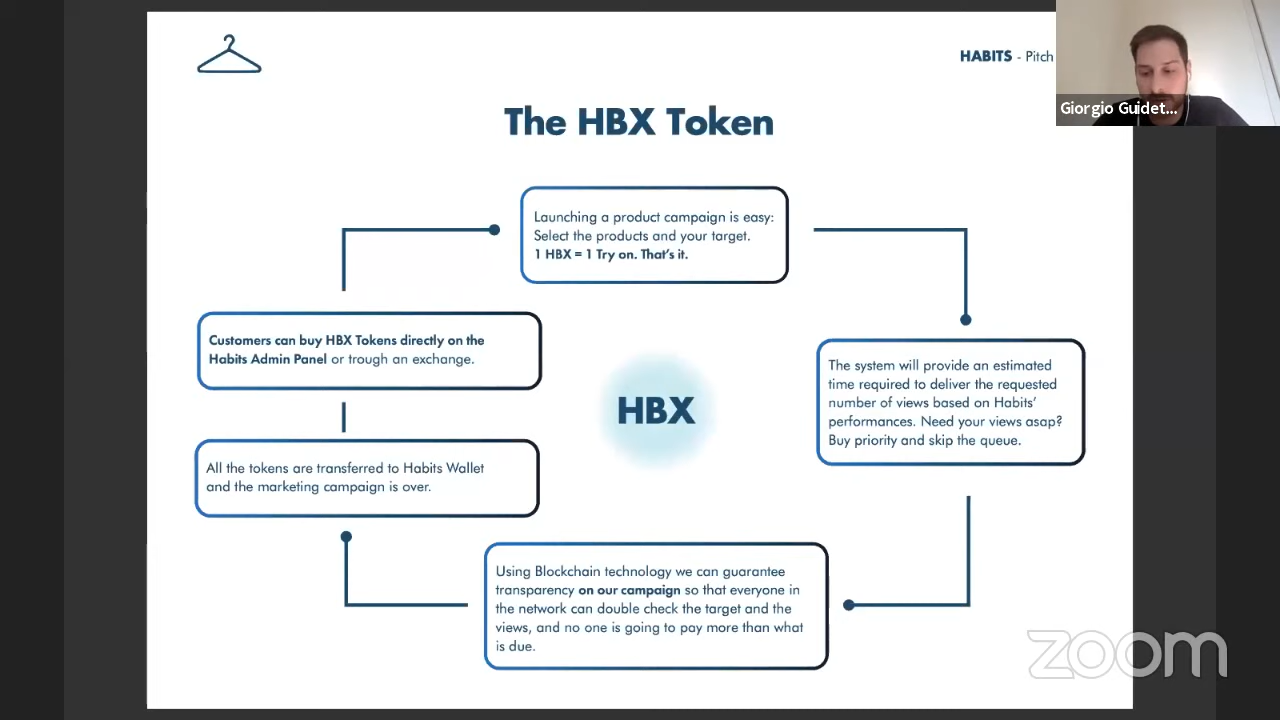 HABITS - Pitch
Giorgio Guidet...
The HBX Token
Launching a product campaign is easy:
Select the products and your target.
1 HBX = 1 Try on. That's it.
Customers can buy HBX Tokens directly on the
Habits Admin Panel or trough an exchange.
The system will provide an estimated
time required to deliver the requested
number of views based on Habits'
performances. Need your views asap?
Buy priority and skip the queue.
HBX
All the tokens are transferred to Habits Wallet
and the marketing campaign is over.
Using Blockchain technology we can guarantee
transparency on our campaign so that everyone in
the network can double check the target and the
views, and no one is going to pay more than what
is due.
zoom